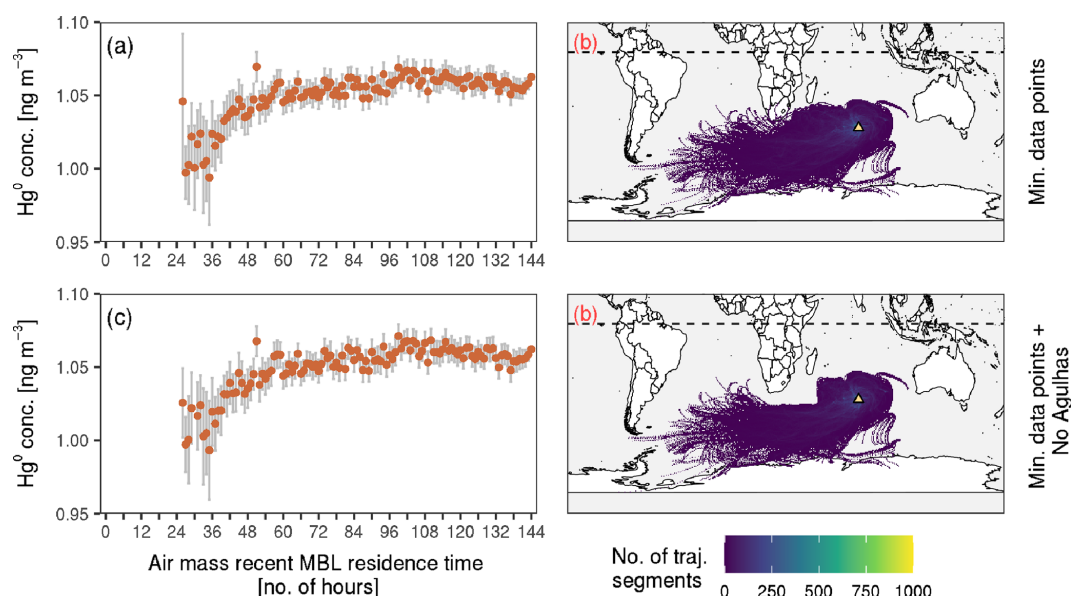 1.10
1.05
1.00
0.95
Hg⁰ conc. [ng m⁻³]
(a)
0 12 24 36 48 60 72 84 96 108 120 132 144
(b)
Min. data points
1.10
1.05
1.00
0.95
Hg⁰ conc. [ng m⁻³]
(c)
0 12 24 36 48 60 72 84 96 108 120 132 144
Air mass recent MBL residence time
[no. of hours]
(b)
Min. data points +
No Agulhas
No. of traj.
segments
0 250 500 750 1000